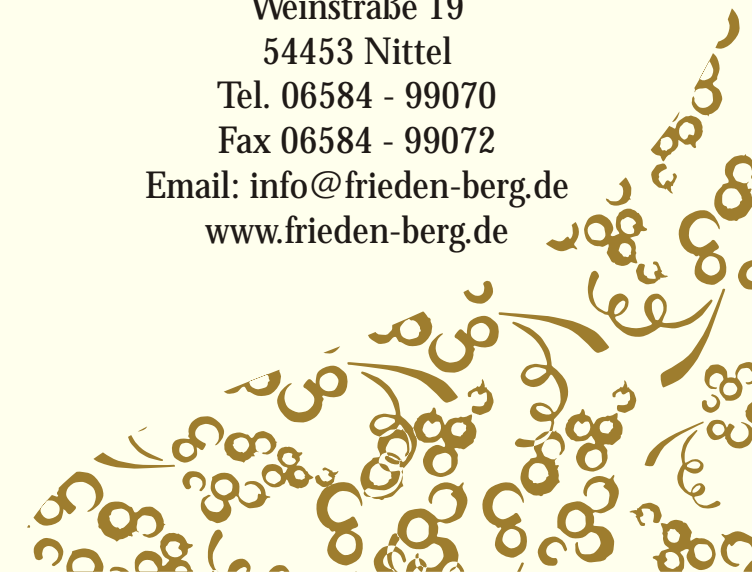 Weinstraße 19
54453 Nittel
Tel. 06584 - 99070
Fax 06584 - 99072
Email: info@frieden-berg.de
www.frieden-berg.de